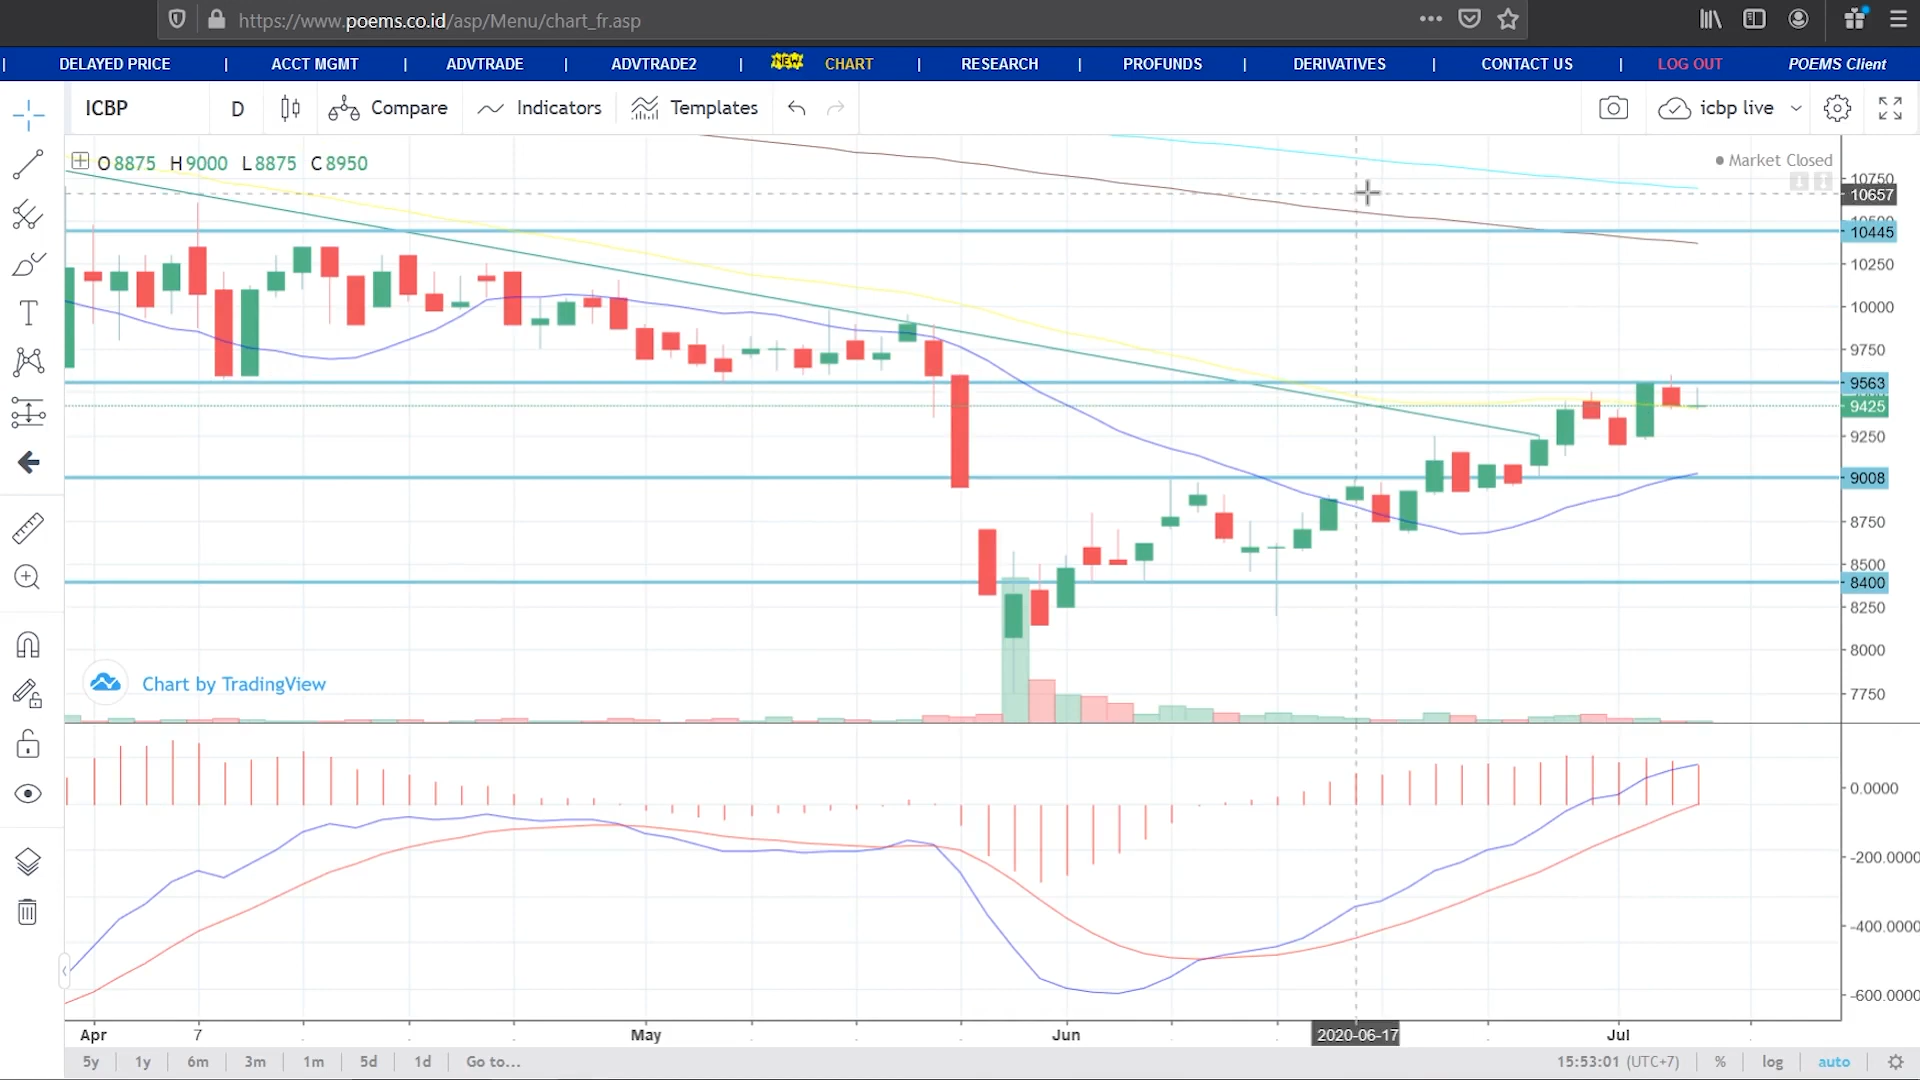 https://www.poems.co.id/asp/Menu/chart_fr.asp
| DELAYED PRICE | ACCT MGMT | ADVTRADE | ADVTRADE2 | NEW CHART | RESEARCH | PROFUNDS | DERIVATIVES | CONTACT US | LOG OUT POEMS Client
ICBP D Compare Indicators Templates icbp live
O 8875 H 9000 L 8875 C 8950
Market Closed
10750
10657
10445
10250
10000
9750
9563
9425
9250
9008
8750
8500
8400
8250
8000
7750
Chart by TradingView
0.0000
-200.0000
-400.0000
-600.0000
Apr 7 May Jun 2020-06-17 Jul
5y 1y 6m 3m 1m 5d 1d Go to... 15:53:01 (UTC+7) % log auto